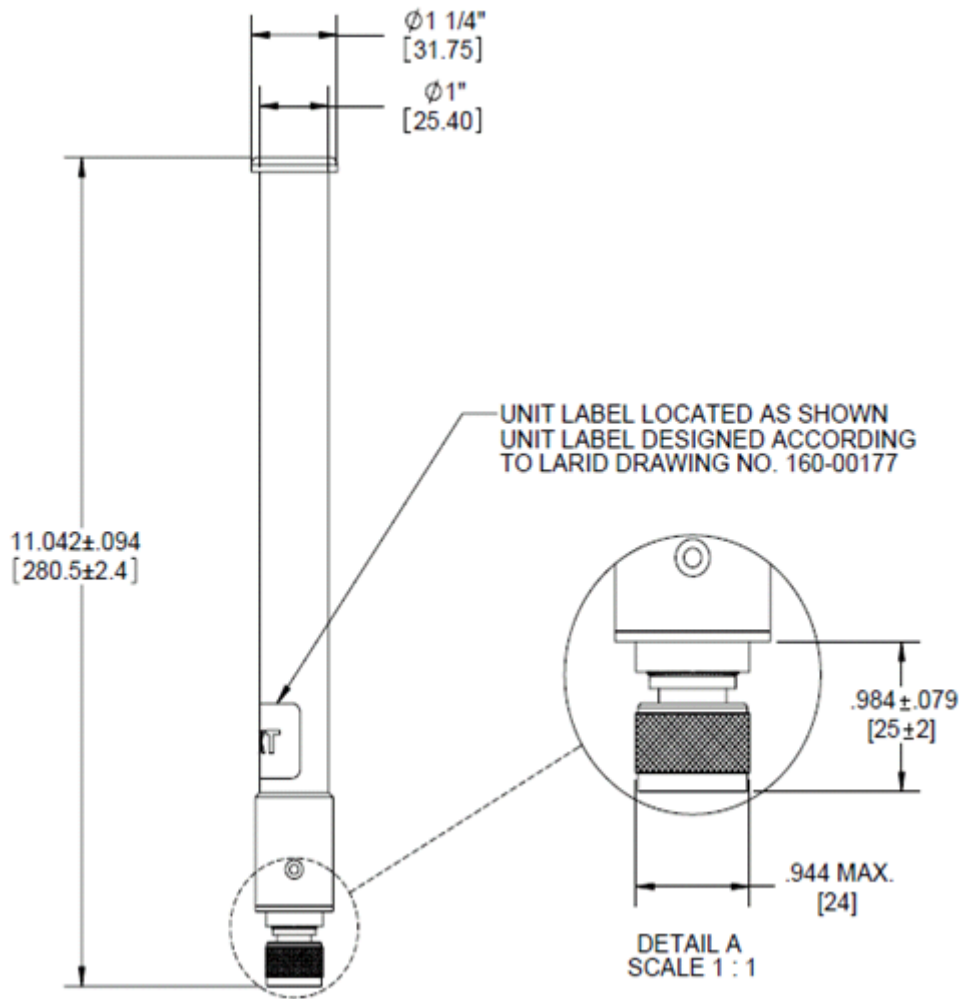 Ø1 1/4"
[31.75]
Ø1"
[25.40]
UNIT LABEL LOCATED AS SHOWN
UNIT LABEL DESIGNED ACCORDING
TO LARID DRAWING NO. 160-00177
11.042±.094
[280.5±2.4]
.984±.079
[25±2]
.944 MAX.
[24]
DETAIL A
SCALE 1 : 1